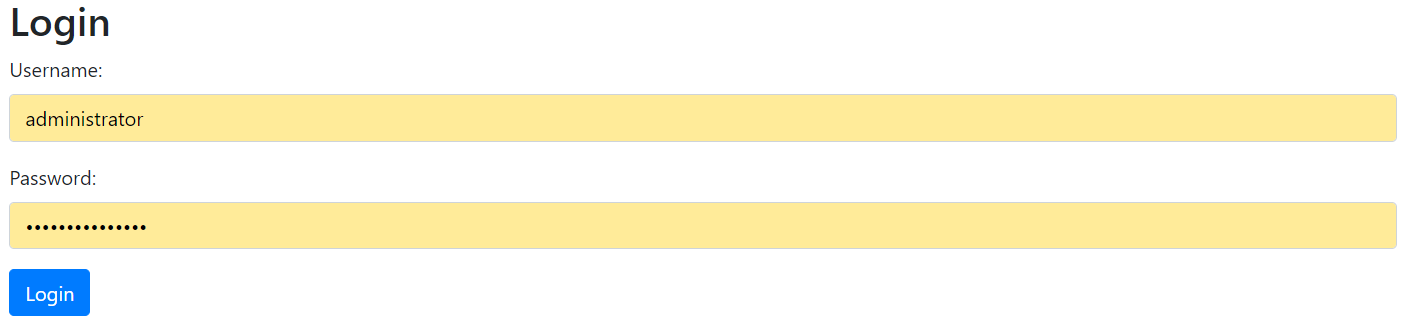 Login
Username:
administrator
Password:
•••••••••••••••
Login